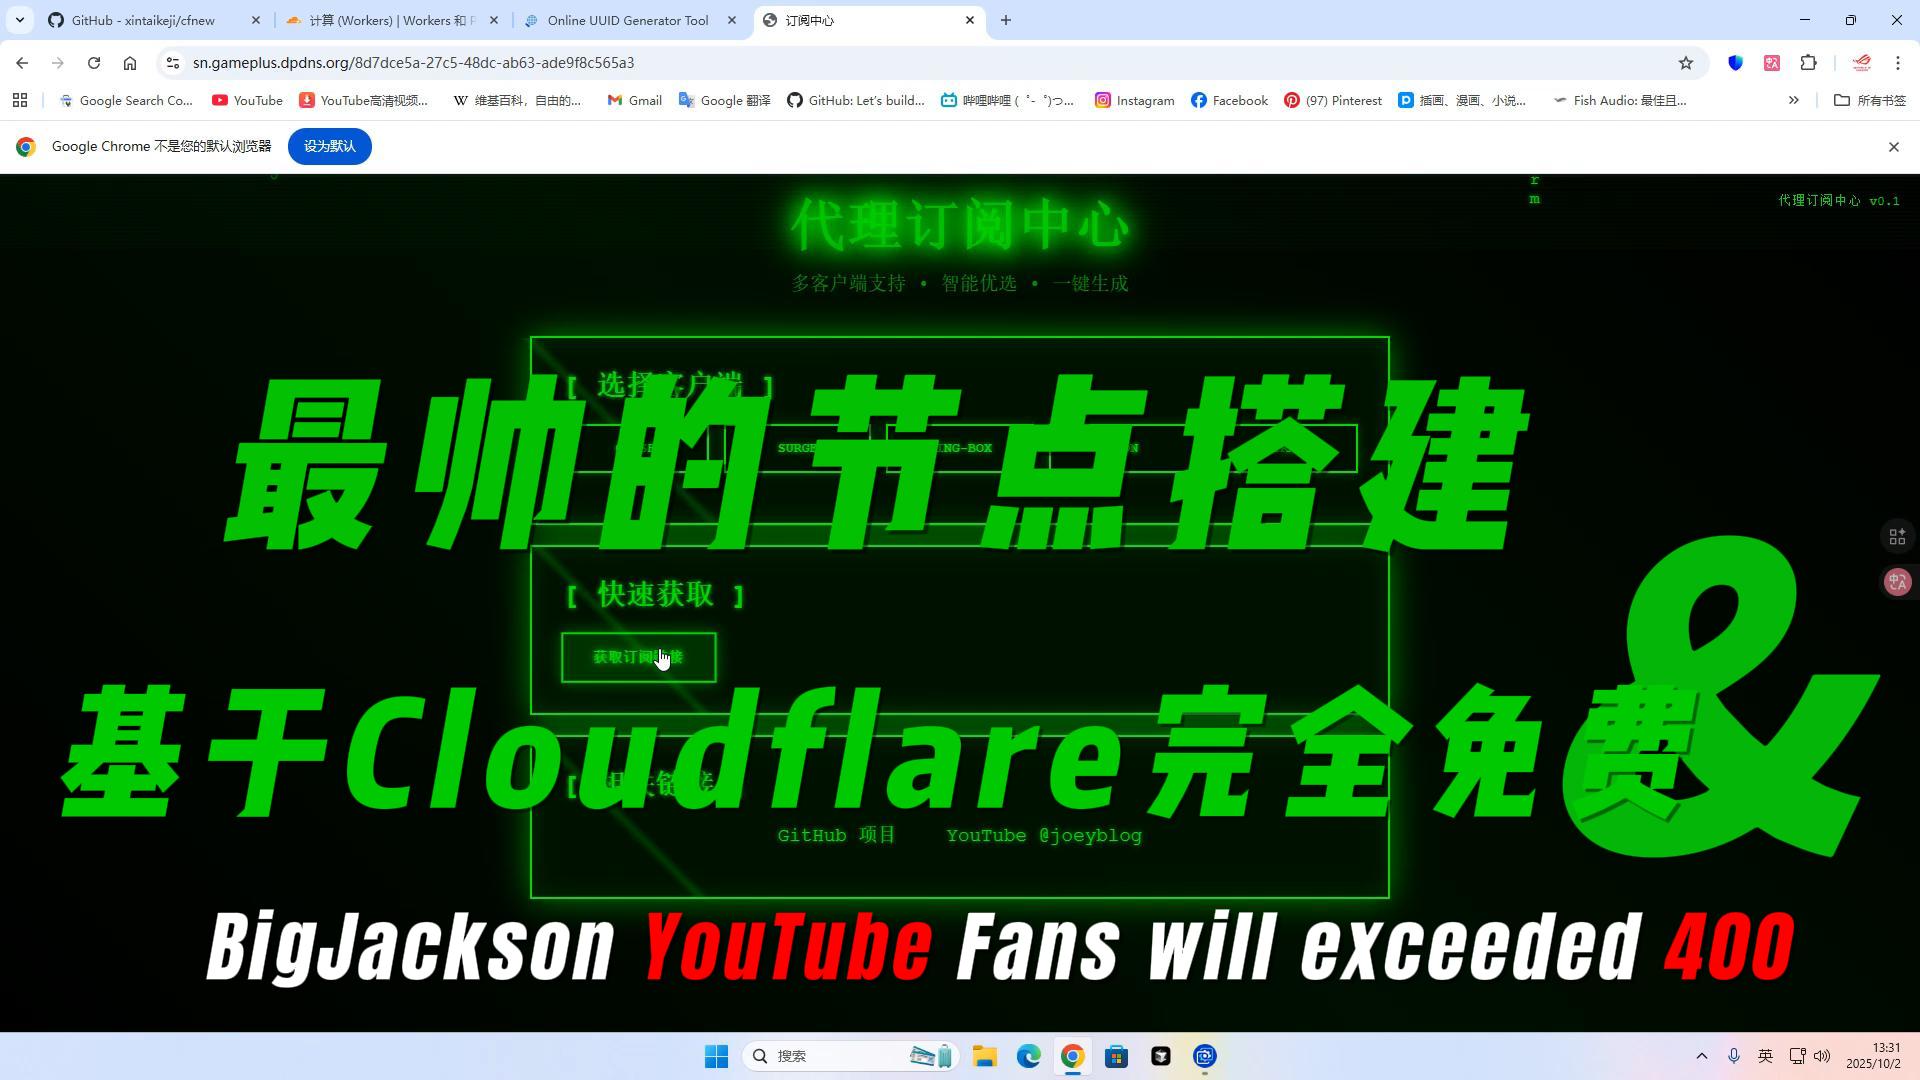 GitHub - xintaikeji/cfnew
计算 (Workers) | Workers 和 P
Online UUID Generator Tool
订阅中心
sn.gameplus.dpdns.org/8d7dce5a-27c5-48dc-ab63-ade9f8c565a3
Google Search Co...
YouTube
YouTube高清视频...
维基百科，自由的...
Gmail
Google 翻译
GitHub: Let's build...
哔哩哔哩 ( ゜- ゜)つ...
Instagram
Facebook
(97) Pinterest
插画、漫画、小说...
Fish Audio: 最佳且...
所有书签
Google Chrome 不是您的默认浏览器
设为默认
r
m
代理订阅中心 v0.1
代理订阅中心
多客户端支持 • 智能优选 • 一键生成
[ 选择客户端 ]
最帅的节点搭建
&
[ 快速获取 ]
获取订阅链接
基于Cloudflare完全免费
GitHub 项目
YouTube @joeyblog
BigJackson YouTube Fans will exceeded 400
搜索
英
13:31
2025/10/2